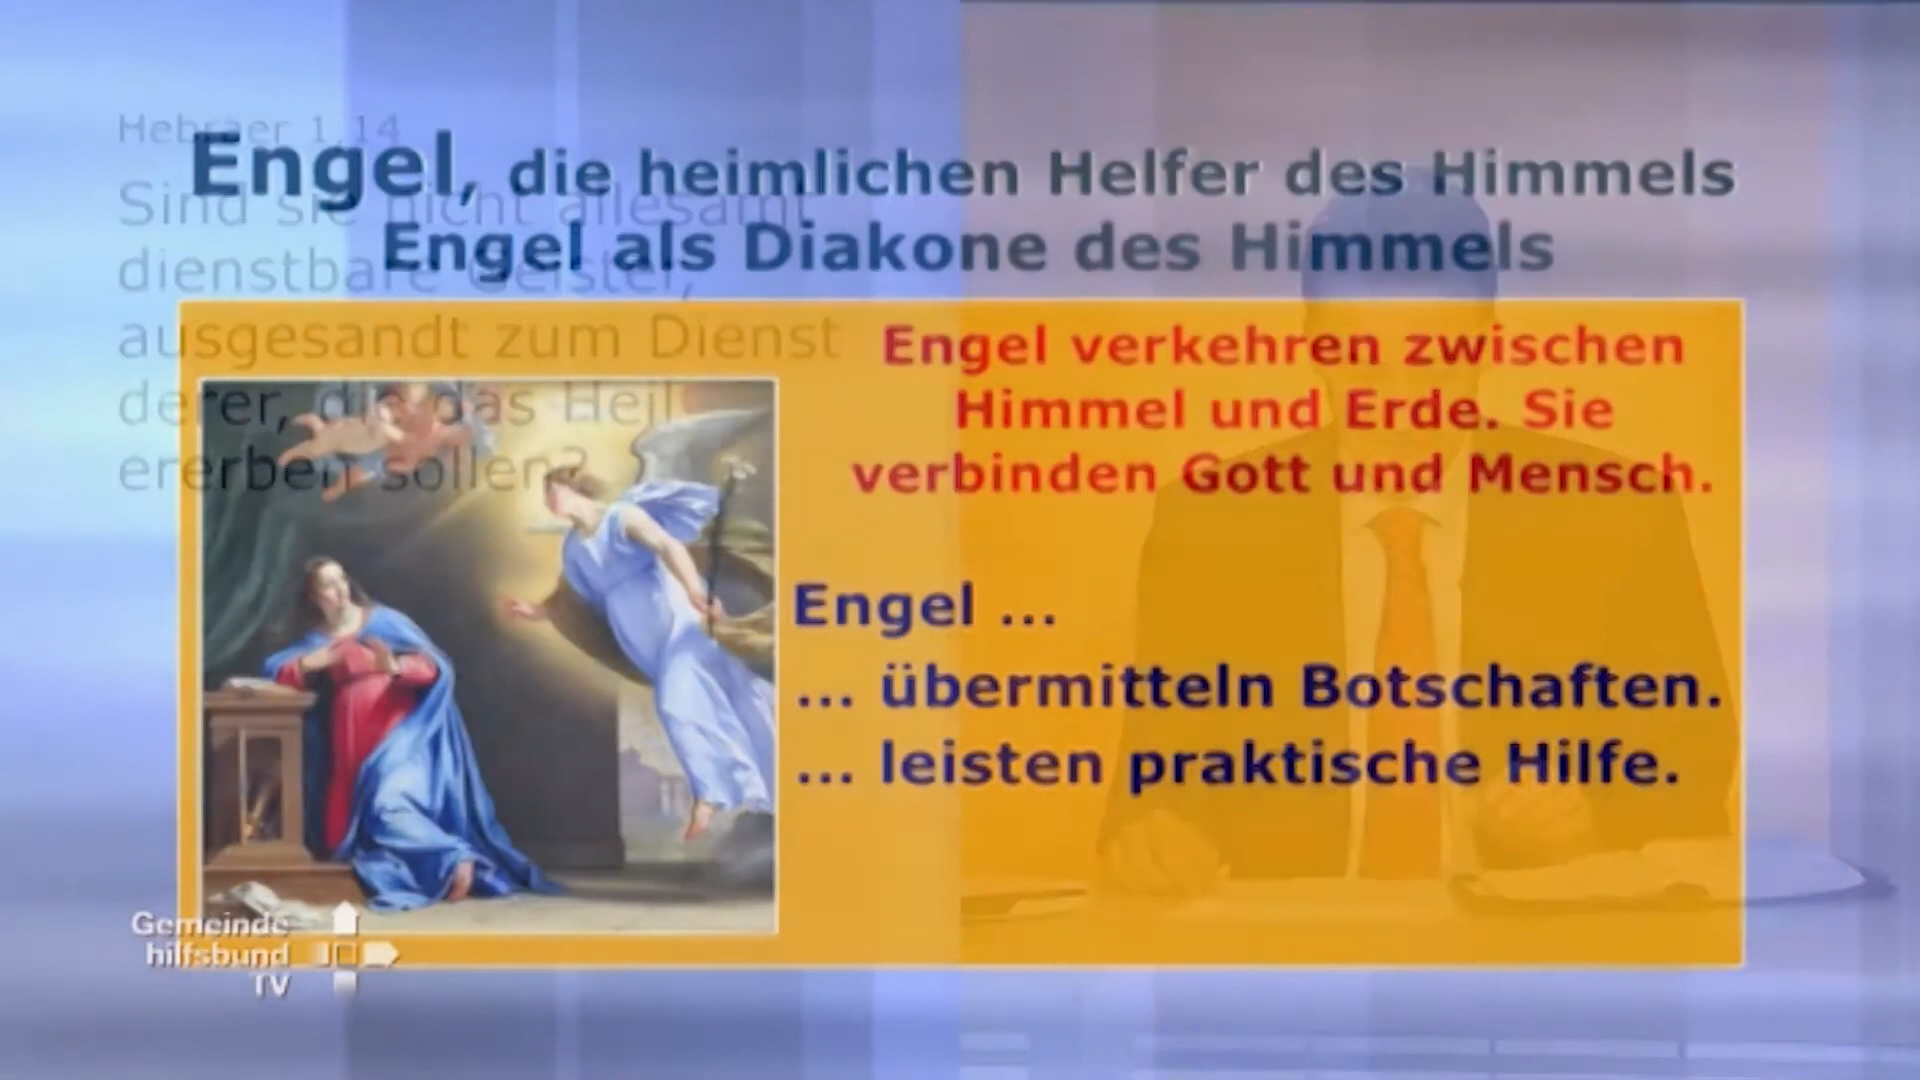 Hebräer 1,14
Sind sie nicht allesamt
dienstbare Geister,
ausgesandt zum Dienst
derer, die das Heil
ererben sollen?
Engel, die heimlichen Helfer des Himmels
Engel als Diakone des Himmels
Engel verkehren zwischen
Himmel und Erde. Sie
verbinden Gott und Mensch.
Engel ...
... übermitteln Botschaften.
... leisten praktische Hilfe.
Gemeinde
hilfsbund
TV